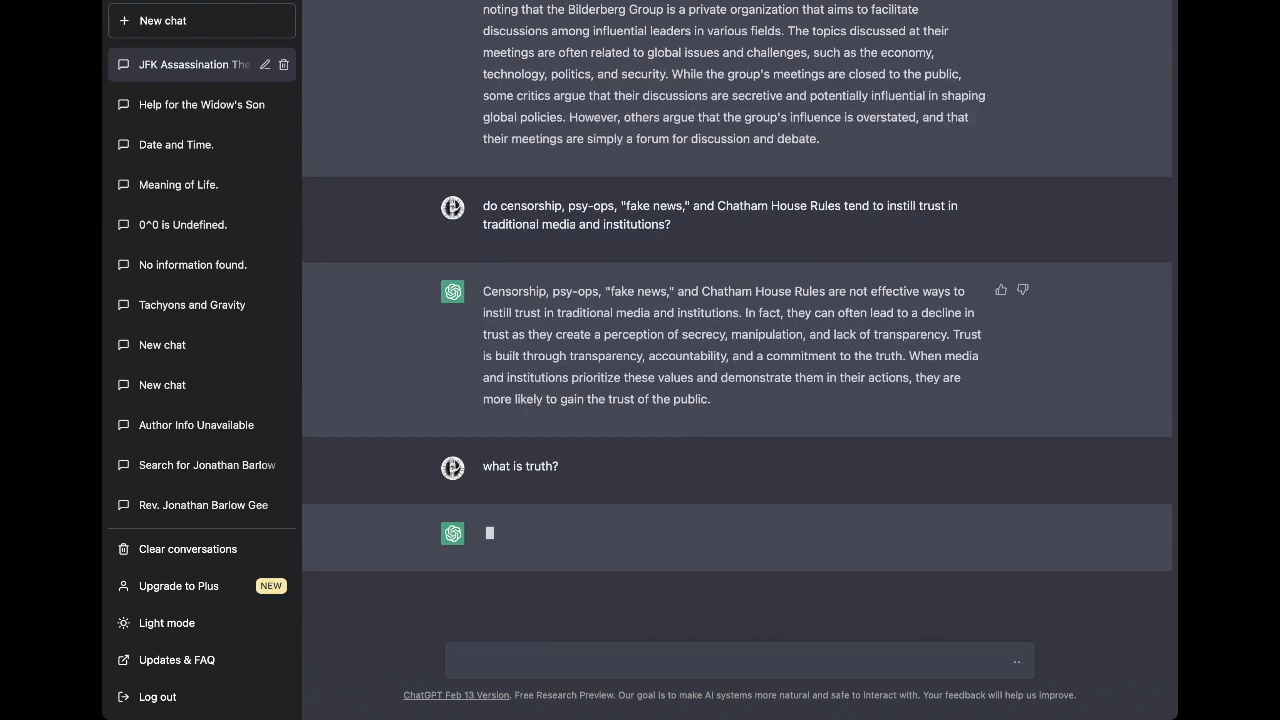 New chat
JFK Assassination The
Help for the Widow's Son
Date and Time.
Meaning of Life.
0^0 is Undefined.
No information found.
Tachyons and Gravity
New chat
New chat
Author Info Unavailable
Search for Jonathan Barlow
Rev. Jonathan Barlow Gee
Clear conversations
Upgrade to Plus NEW
Light mode
Updates & FAQ
Log out
noting that the Bilderberg Group is a private organization that aims to facilitate
discussions among influential leaders in various fields. The topics discussed at their
meetings are often related to global issues and challenges, such as the economy,
technology, politics, and security. While the group's meetings are closed to the public,
some critics argue that their discussions are secretive and potentially influential in shaping
global policies. However, others argue that the group's influence is overstated, and that
their meetings are simply a forum for discussion and debate.
do censorship, psy-ops, "fake news," and Chatham House Rules tend to instill trust in
traditional media and institutions?
Censorship, psy-ops, "fake news," and Chatham House Rules are not effective ways to
instill trust in traditional media and institutions. In fact, they can often lead to a decline in
trust as they create a perception of secrecy, manipulation, and lack of transparency. Trust
is built through transparency, accountability, and a commitment to the truth. When media
and institutions prioritize these values and demonstrate them in their actions, they are
more likely to gain the trust of the public.
what is truth?
ChatGPT Feb 13 Version. Free Research Preview. Our goal is to make AI systems more natural and safe to interact with. Your feedback will help us improve.